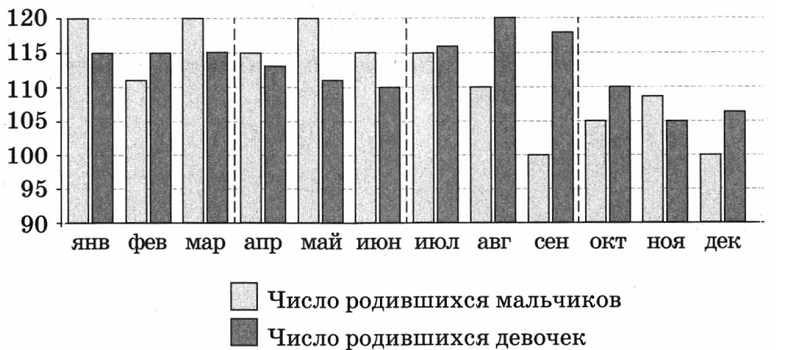 120
115
110
105
100
95
90
янв фев мар апр май июн июл авг сен окт ноя дек
Число родившихся мальчиков
Число родившихся девочек